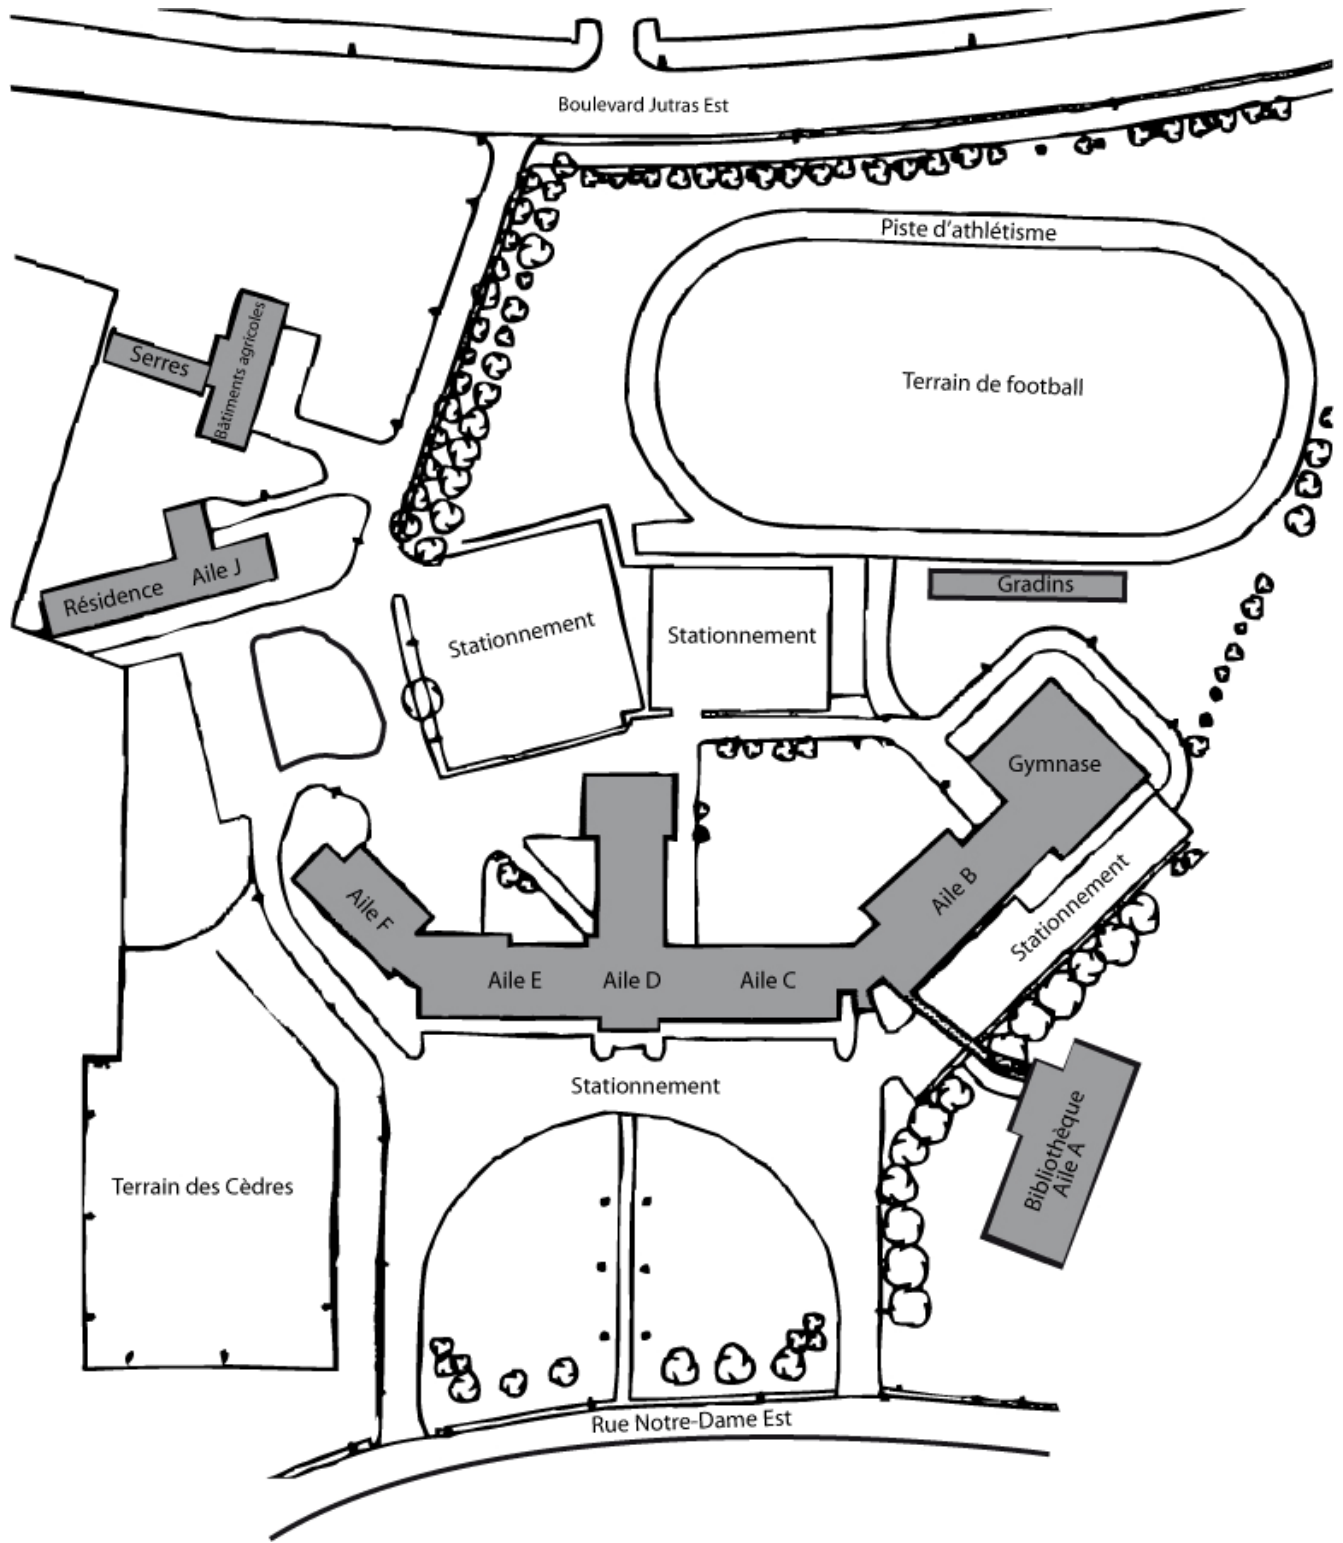 Boulevard Jutras Est
Piste d'athlétisme
Serres
Bâtiments agricoles
Terrain de football
Résidence
Aile J
Gradins
Stationnement
Stationnement
Gymnase
Aile F
Aile B
Stationnement
Aile E
Aile D
Aile C
Stationnement
Bibliothèque
Aile A
Terrain des Cèdres
Rue Notre-Dame Est